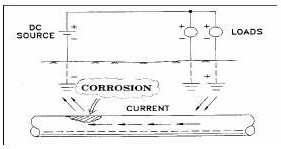 DC
SOURCE
+
−
+ +
− −
LOADS
−
+
−
CORROSION
CURRENT